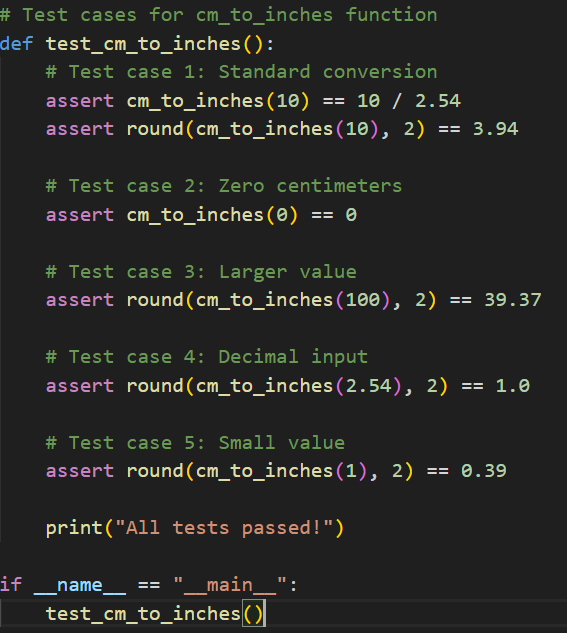 # Test cases for cm_to_inches function
def test_cm_to_inches():
    # Test case 1: Standard conversion
    assert cm_to_inches(10) == 10 / 2.54
    assert round(cm_to_inches(10), 2) == 3.94
    # Test case 2: Zero centimeters
    assert cm_to_inches(0) == 0
    # Test case 3: Larger value
    assert round(cm_to_inches(100), 2) == 39.37
    # Test case 4: Decimal input
    assert round(cm_to_inches(2.54), 2) == 1.0
    # Test case 5: Small value
    assert round(cm_to_inches(1), 2) == 0.39
    print("All tests passed!")
if __name__ == "__main__":
    test_cm_to_inches()